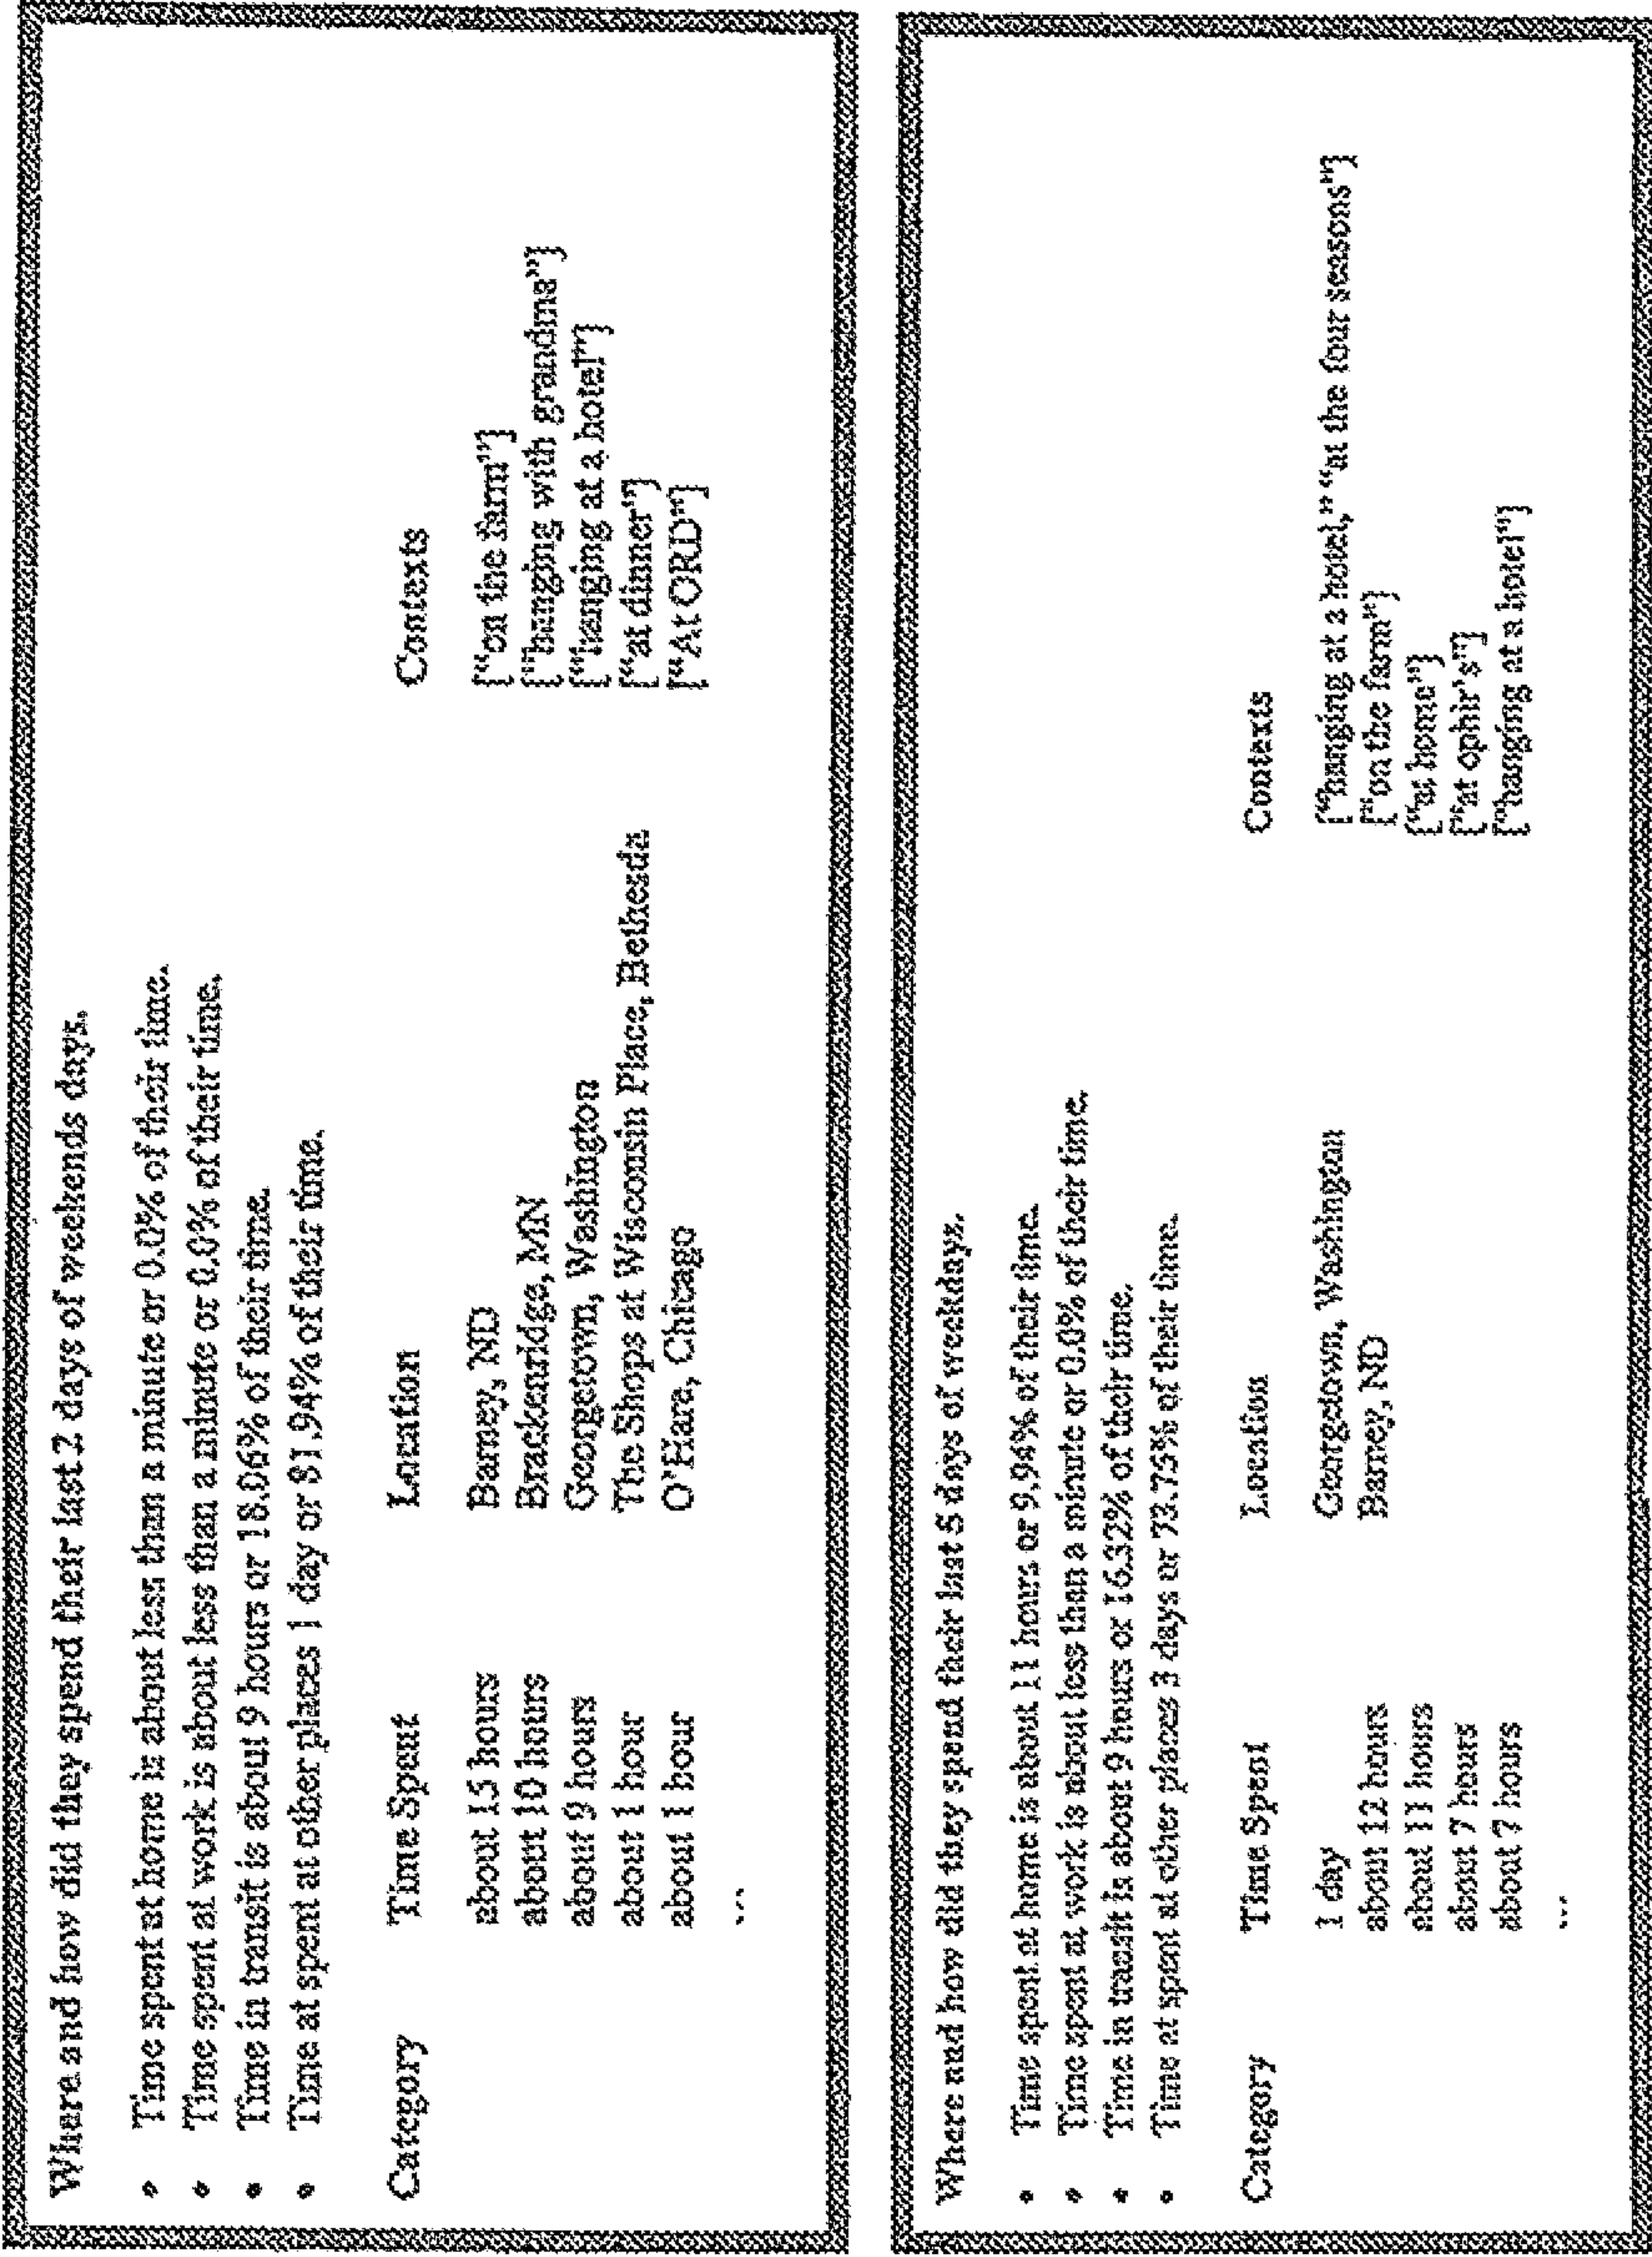 Where and how did they spend their last 2 days of weekends days.
• Time spent at home is about less than a minute or 0.0% of their time.
• Time spent at work is about less than a minute or 0.0% of their time.
• Time in transit is about 9 hours or 18.06% of their time.
• Time at spent at other places 1 day or 81.94% of their time.
Category Time Spent Location Contexts
about 15 hours Barney, ND ["on the farm"]
about 10 hours Brackenridge, MN ["hanging with grandma"]
about 9 hours Georgetown, Washington ["hanging at a hotel"]
about 1 hour The Shops at Wisconsin Place, Bethesda ["at dinner"]
about 1 hour O'Hara, Chicago ["At ORD"]
...
Where and how did they spend their last 5 days of weekdays.
• Time spent at home is about 11 hours or 9.94% of their time.
• Time spent at work is about less than a minute or 0.0% of their time.
• Time in transit is about 9 hours or 16.32% of their time.
• Time at spent at other places 3 days or 73.75% of their time.
Category Time Spent Location Contexts
1 day Georgetown, Washington ["hanging at a hotel," "at the four seasons"]
about 12 hours Barney, ND ["on the farm"]
about 11 hours ["at home"]
about 7 hours ["at ophir's"]
about 7 hours ["hanging at a hotel"]
...